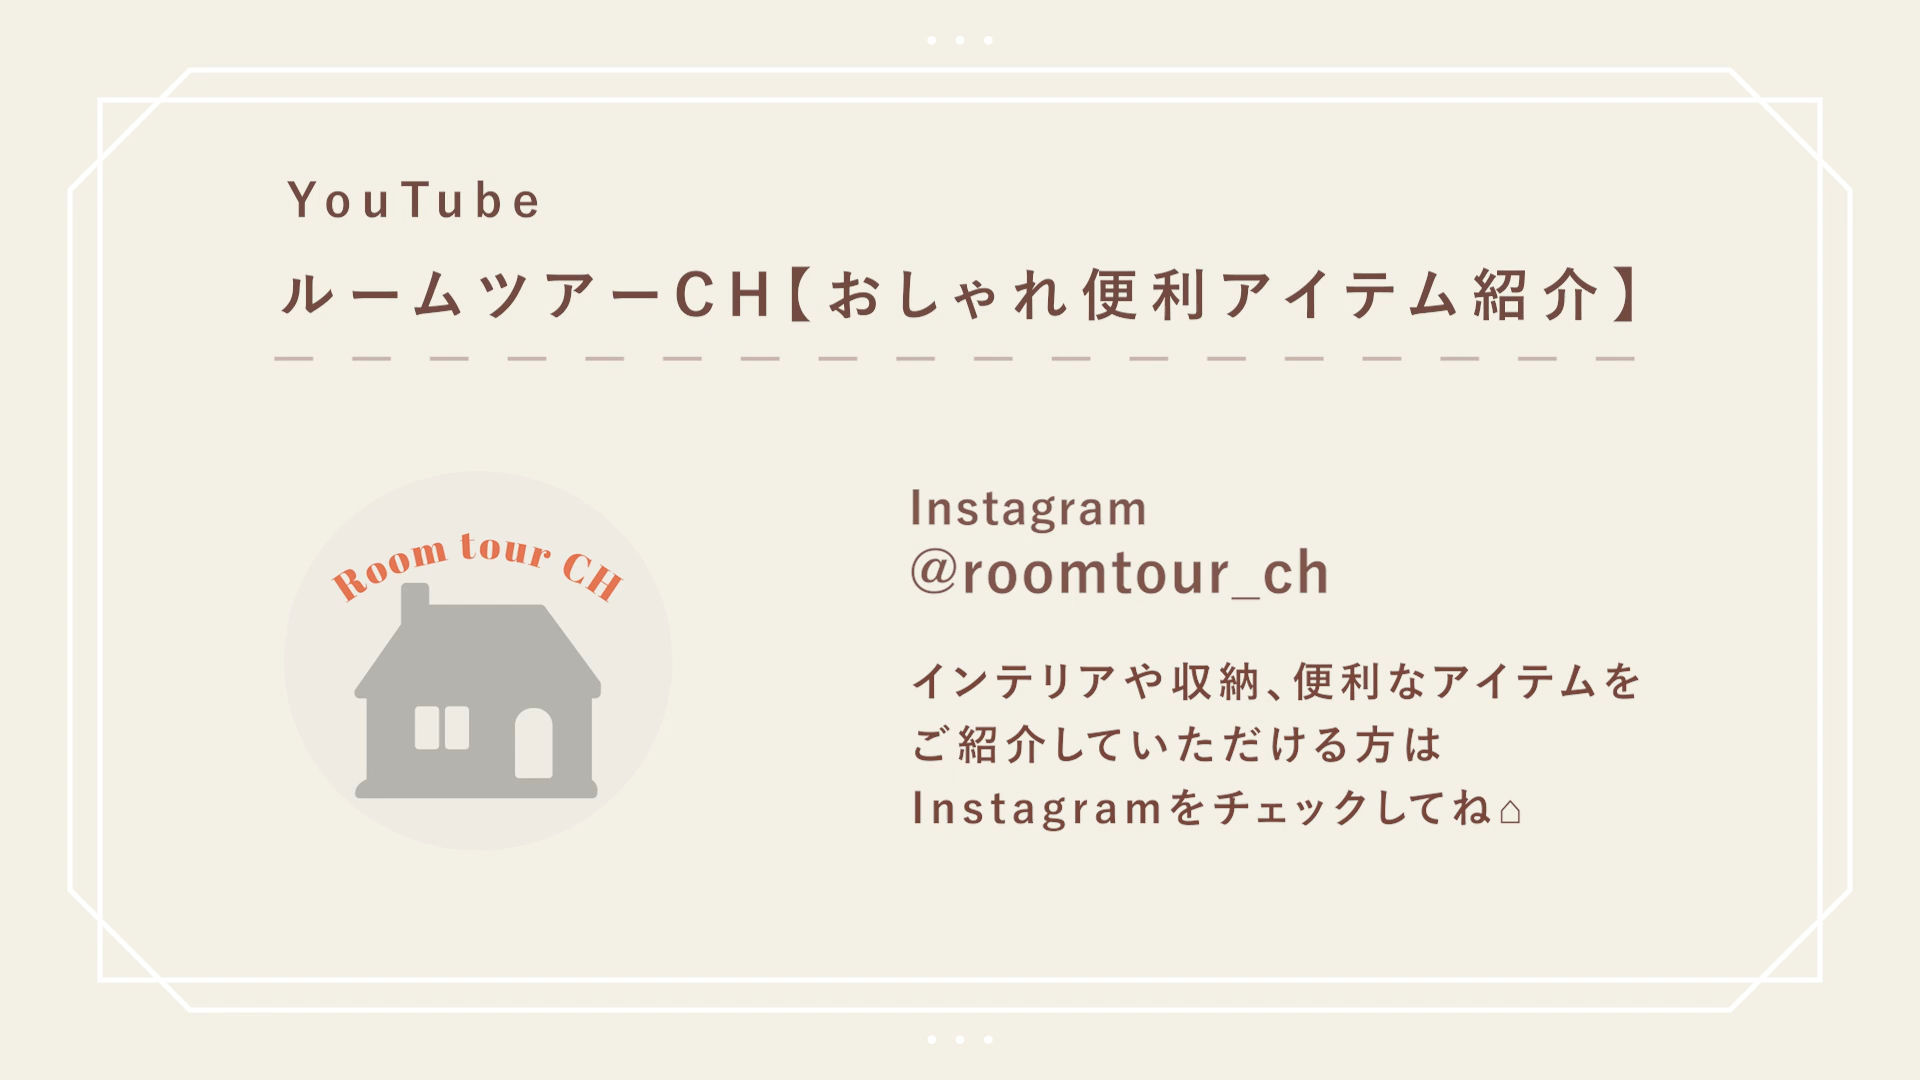 YouTube
ルームツアーCH【おしゃれ便利アイテム紹介】
Room tour CH
Instagram
@roomtour_ch
インテリアや収納、便利なアイテムを
ご紹介していただける方は
Instagramをチェックしてね⌂